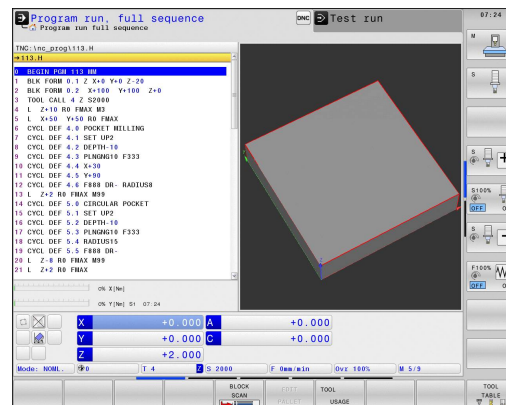 Program run, full sequence
Program run full sequence
DNC
Test run
07:24
TNC:\nc_prog\113.H
→113.H
0 BEGIN PGM 113 MM
1 BLK FORM 0.1 Z X+0 Y+0 Z-20
2 BLK FORM 0.2 X+100 Y+100 Z+0
3 TOOL CALL 4 Z S2000
4 L Z+10 R0 FMAX M3
5 L X+50 Y+50 R0 FMAX
6 CYCL DEF 4.0 POCKET MILLING
7 CYCL DEF 4.1 SET UP2
8 CYCL DEF 4.2 DEPTH-10
9 CYCL DEF 4.3 PLNGNG10 F333
10 CYCL DEF 4.4 X+30
11 CYCL DEF 4.5 Y+90
12 CYCL DEF 4.6 F888 DR- RADIUS8
13 L Z+2 R0 FMAX M99
14 CYCL DEF 5.0 CIRCULAR POCKET
15 CYCL DEF 5.1 SET UP2
16 CYCL DEF 5.2 DEPTH-10
17 CYCL DEF 5.3 PLNGNG10 F333
18 CYCL DEF 5.4 RADIUS15
19 CYCL DEF 5.5 F888 DR-
20 L Z-8 R0 FMAX M99
21 L Z+2 R0 FMAX
0% X[Nm]
0% Y[Nm] S1 07:24
X +0.000 A +0.000
Y +0.000 C +0.000
Z +2.000
Mode: NOML. 0 T 4 Z S 2000 F 0mm/min Ovr 100% M 5/9
M
S
S
S100%
OFF
S
F100%
OFF
BLOCK
SCAN
EDIT
PALLET
TOOL
USAGE
TOOL
TABLE